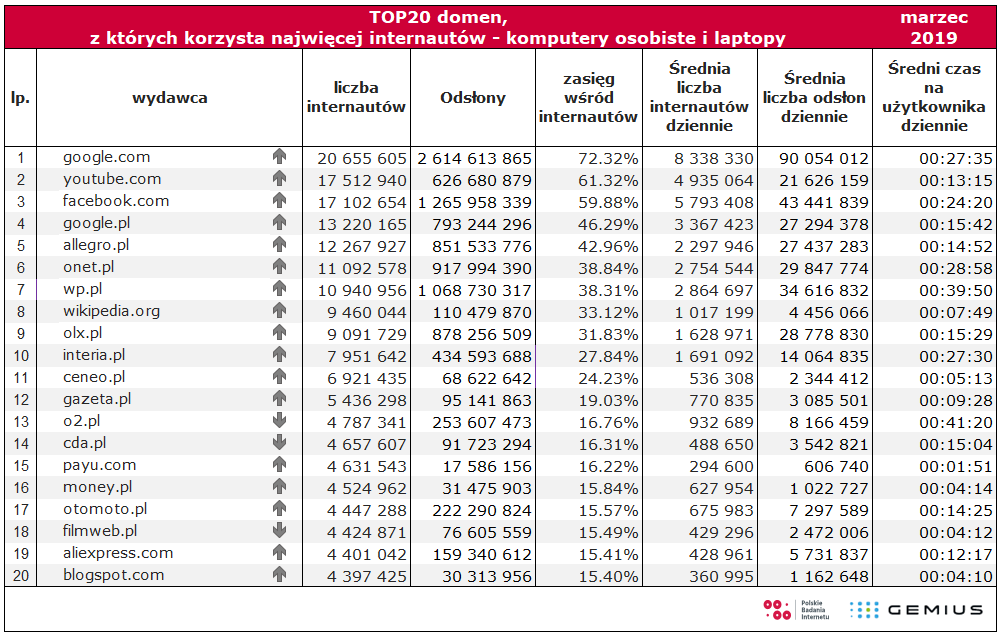 TOP20 domen,
z których korzysta najwięcej internautów - komputery osobiste i laptopy
marzec
2019
lp.
wydawca
liczba
internautów
Odsłony
zasięg
wśród
internautów
Średnia
liczba
internautów
dziennie
Średnia
liczba odsłon
dziennie
Średni czas
na
użytkownika
dziennie
1 google.com 20 655 605 2 614 613 865 72.32% 8 338 330 90 054 012 00:27:35
2 youtube.com 17 512 940 626 680 879 61.32% 4 935 064 21 626 159 00:13:15
3 facebook.com 17 102 654 1 265 958 339 59.88% 5 793 408 43 441 839 00:24:20
4 google.pl 13 220 165 793 244 296 46.29% 3 367 423 27 294 378 00:15:42
5 allegro.pl 12 267 927 851 533 776 42.96% 2 297 946 27 437 283 00:14:52
6 onet.pl 11 092 578 917 994 390 38.84% 2 754 544 29 847 774 00:28:58
7 wp.pl 10 940 956 1 068 730 317 38.31% 2 864 697 34 616 832 00:39:50
8 wikipedia.org 9 460 044 110 479 870 33.12% 1 017 199 4 456 066 00:07:49
9 olx.pl 9 091 729 878 256 509 31.83% 1 628 971 28 778 830 00:15:29
10 interia.pl 7 951 642 434 593 688 27.84% 1 691 092 14 064 835 00:27:30
11 ceneo.pl 6 921 435 68 622 642 24.23% 536 308 2 344 412 00:05:13
12 gazeta.pl 5 436 298 95 141 863 19.03% 770 835 3 085 501 00:09:28
13 o2.pl 4 787 341 253 607 473 16.76% 932 689 8 166 459 00:41:20
14 cda.pl 4 657 607 91 723 294 16.31% 488 650 3 542 821 00:15:04
15 payu.com 4 631 543 17 586 156 16.22% 294 600 606 740 00:01:51
16 money.pl 4 524 962 31 475 903 15.84% 627 954 1 022 727 00:04:14
17 otomoto.pl 4 447 288 222 290 824 15.57% 675 983 7 297 589 00:14:25
18 filmweb.pl 4 424 871 76 605 559 15.49% 429 296 2 472 006 00:04:12
19 aliexpress.com 4 401 042 159 340 612 15.41% 428 961 5 731 837 00:12:17
20 blogspot.com 4 397 425 30 313 956 15.40% 360 995 1 162 648 00:04:10
Polskie
Badania
Internetu
GEMIUS